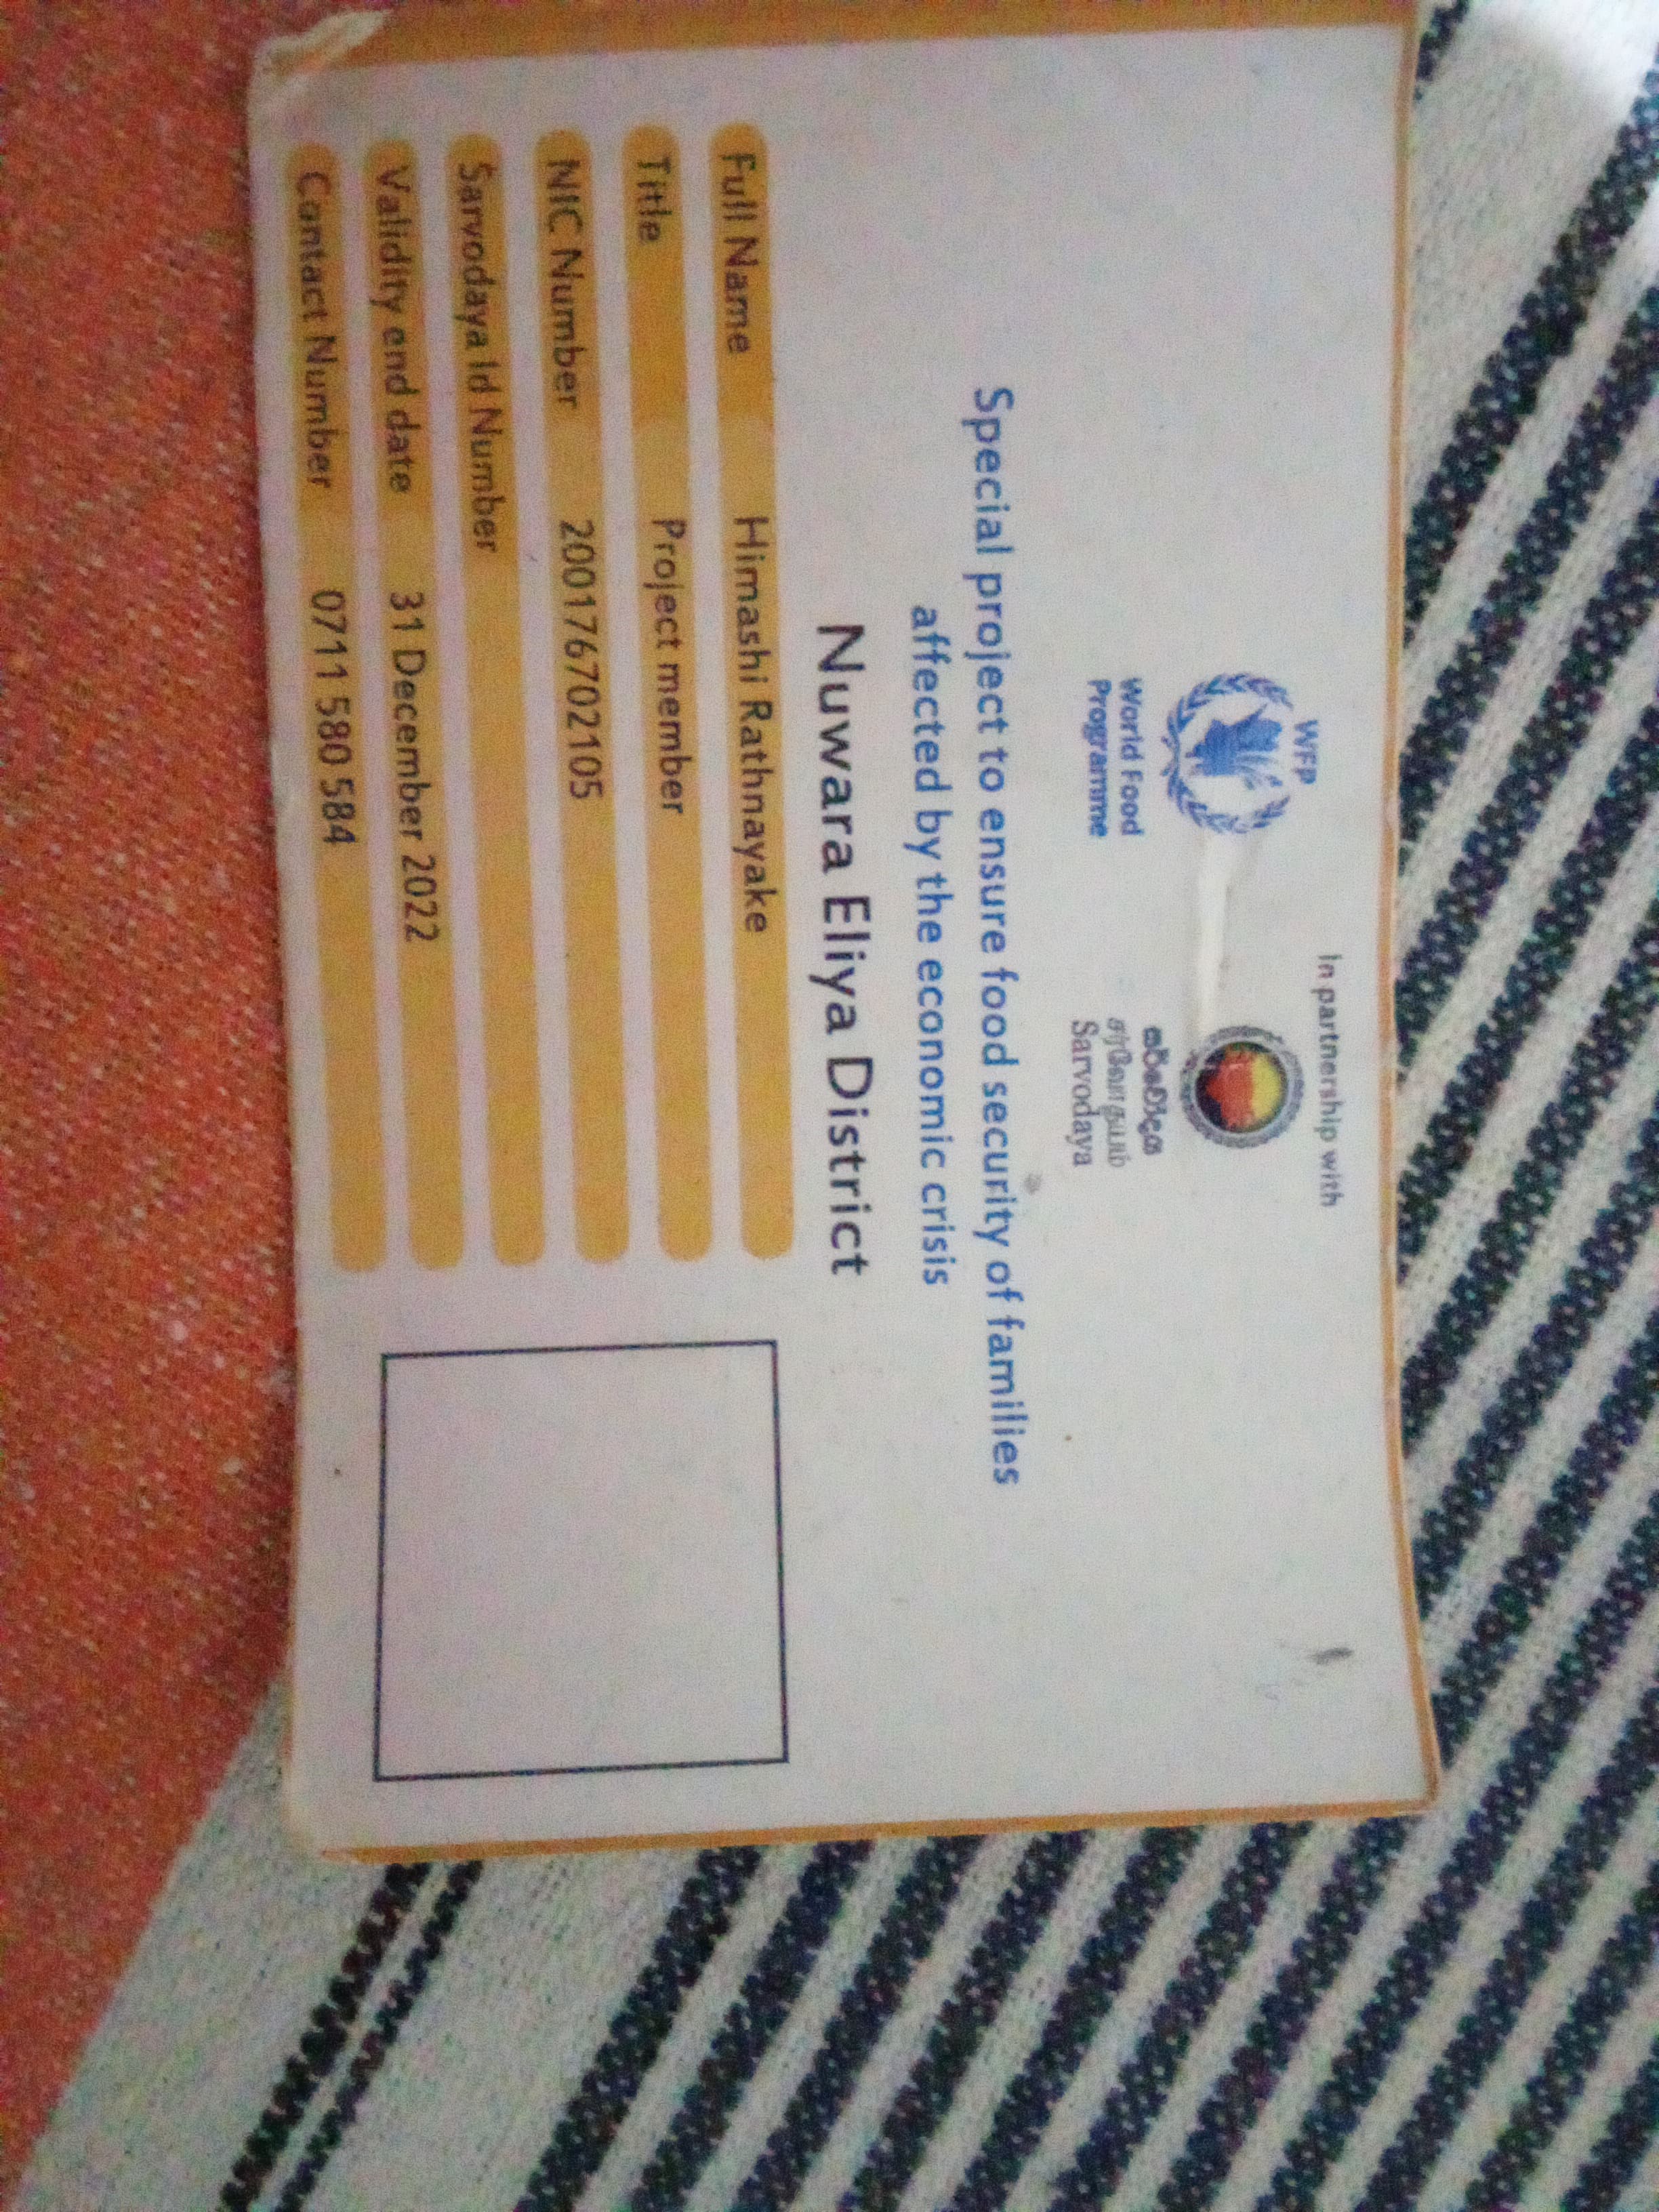 In partnership with
WFP
World Food
Programme
සර්වෝදය
சர்வோதயம்
Sarvodaya
Special project to ensure food security of families
affected by the economic crisis
Nuwara Eliya District
Full Name Himashi Rathnayake
Title Project member
NIC Number 200176702105
Sarvodaya Id Number
Validity end date 31 December 2022
Contact Number 0711 580 584